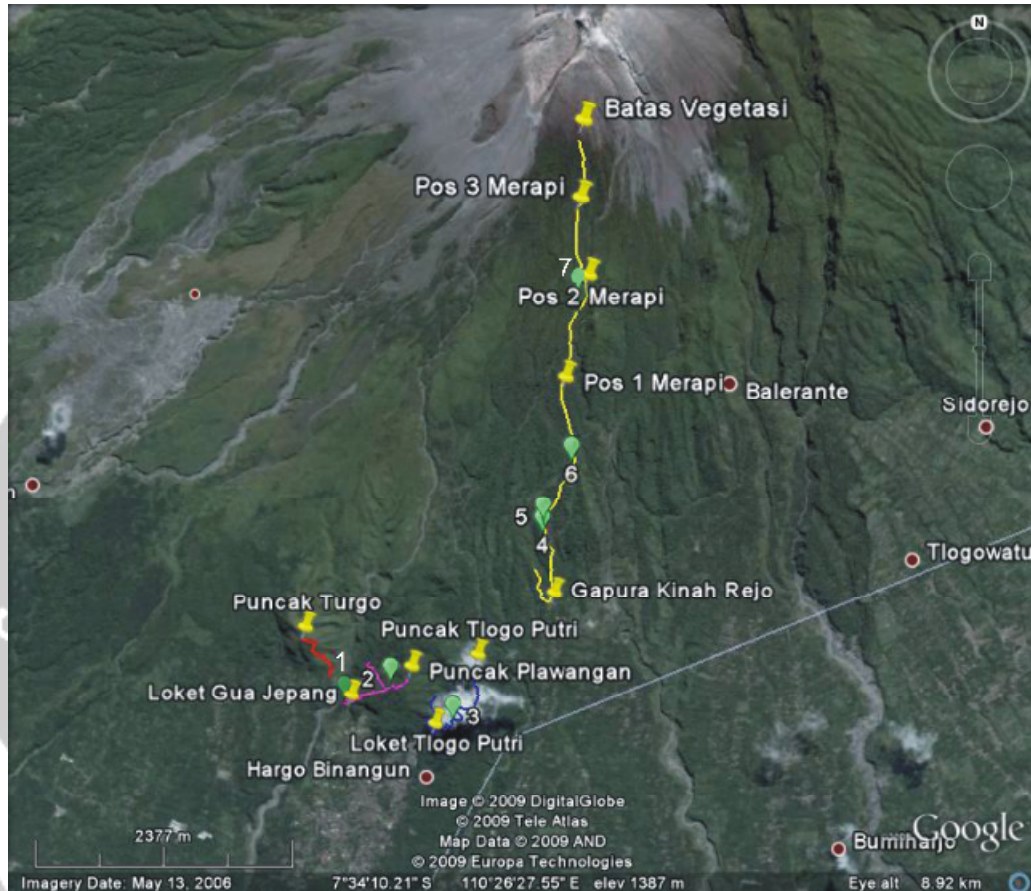 N
Batas Vegetasi
Pos 3 Merapi
7
Pos 2 Merapi
Pos 1 Merapi
Balerante
Sidorejo
6
n
5
4
Tlogowatu
Gapura Kinah Rejo
Puncak Turgo
Puncak Tlogo Putri
1
2
Puncak Plawangan
Loket Gua Jepang
3
Loket Tlogo Putri
Hargo Binangun
Image © 2009 DigitalGlobe
© 2009 Tele Atlas
Map Data © 2009 AND
© 2009 Europa Technologies
2377 m
Google
Bumiharjo
Imagery Date: May 13, 2006 7°34'10.21" S 110°26'27.55" E elev 1387 m Eye alt 8.92 km